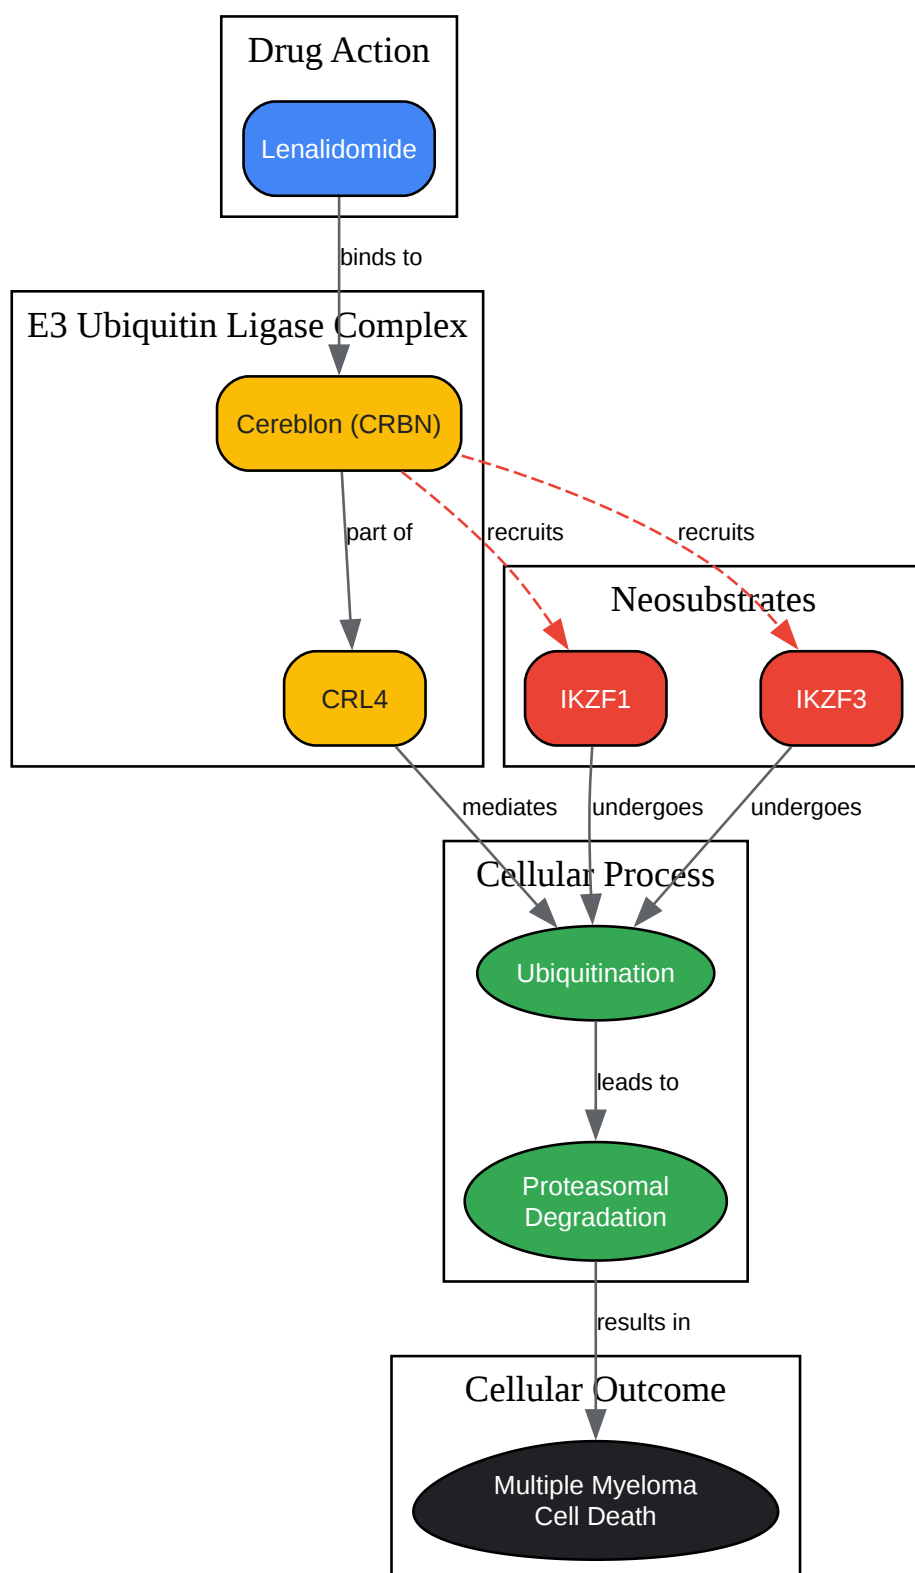 Drug Action
Lenalidomide
binds to
E3 Ubiquitin Ligase Complex
Cereblon (CRBN)
part of
recruits
recruits
Neosubstrates
CRL4
IKZF1
IKZF3
mediates
undergoes
undergoes
Cellular Process
Ubiquitination
leads to
Proteasomal
Degradation
results in
Cellular Outcome
Multiple Myeloma
Cell Death